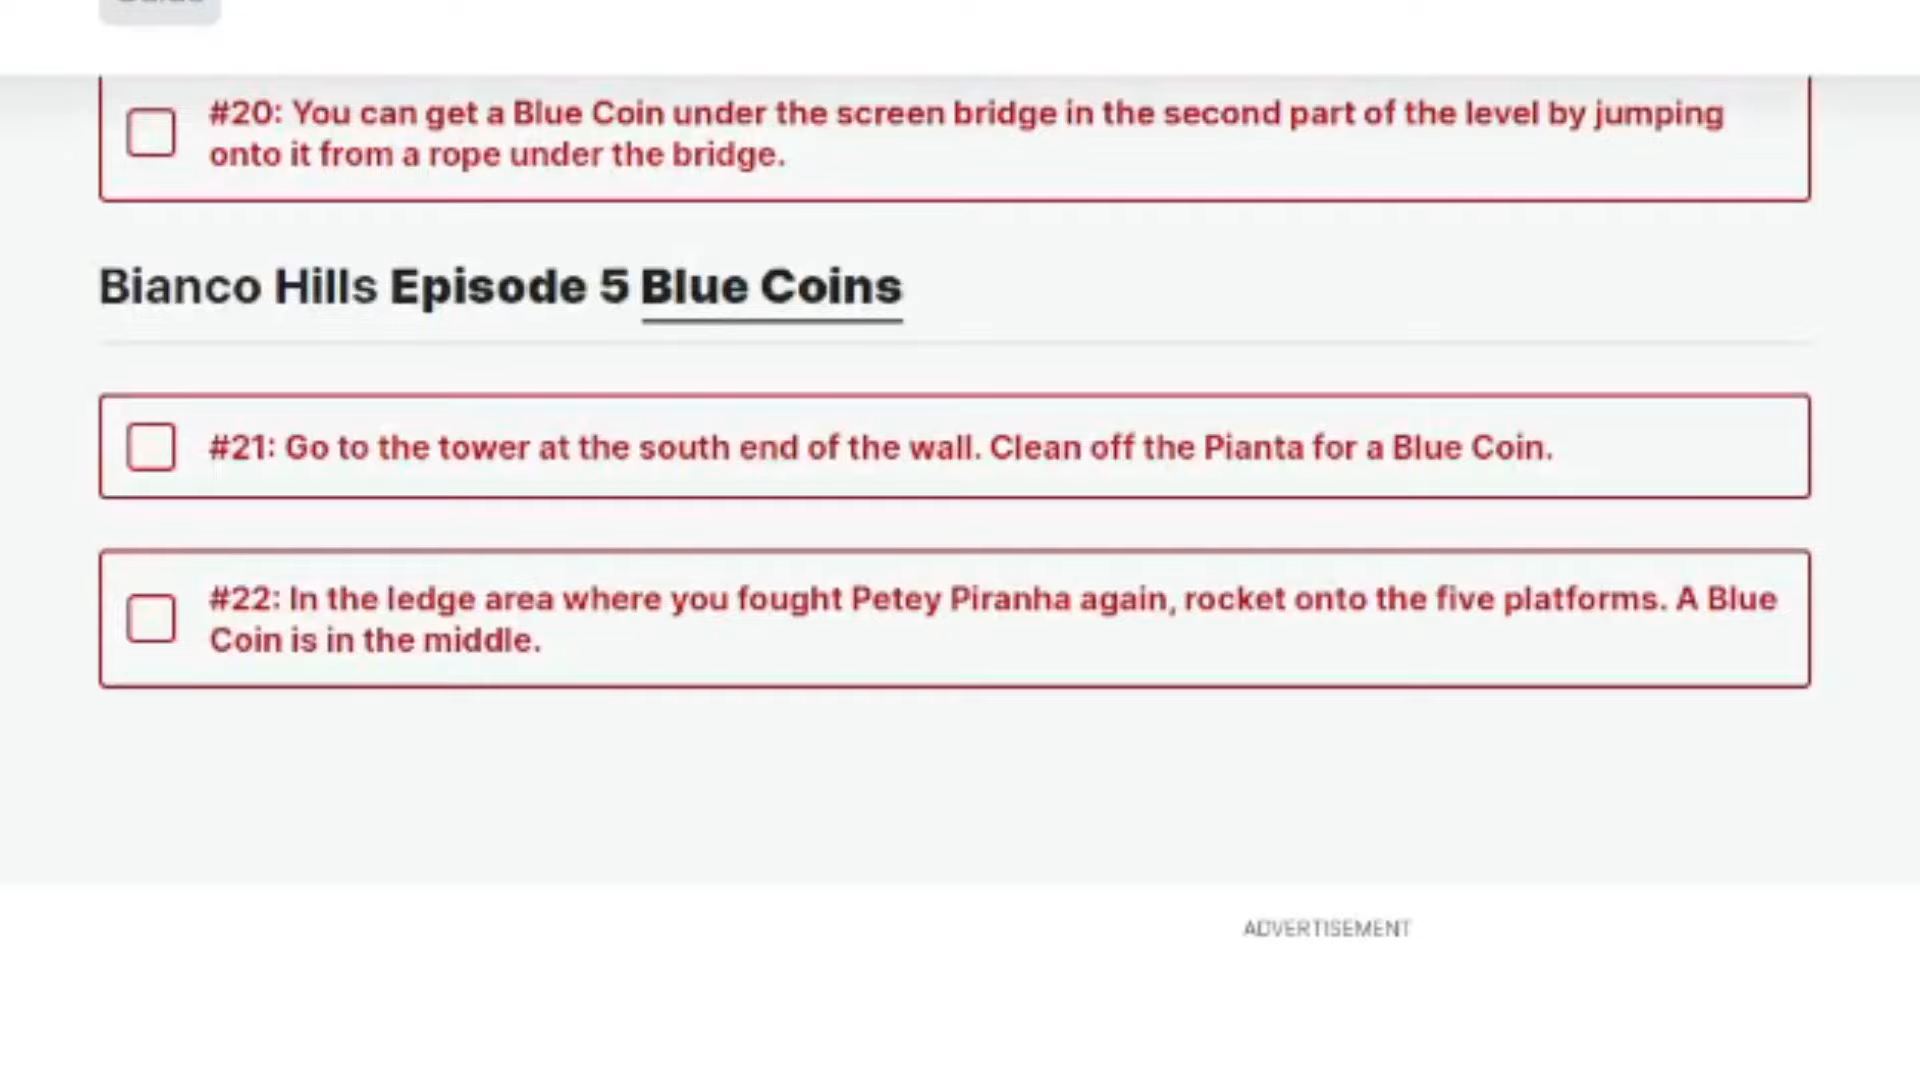 #20: You can get a Blue Coin under the screen bridge in the second part of the level by jumping
onto it from a rope under the bridge.
Bianco Hills Episode 5 Blue Coins
#21: Go to the tower at the south end of the wall. Clean off the Pianta for a Blue Coin.
#22: In the ledge area where you fought Petey Piranha again, rocket onto the five platforms. A Blue
Coin is in the middle.
ADVERTISEMENT